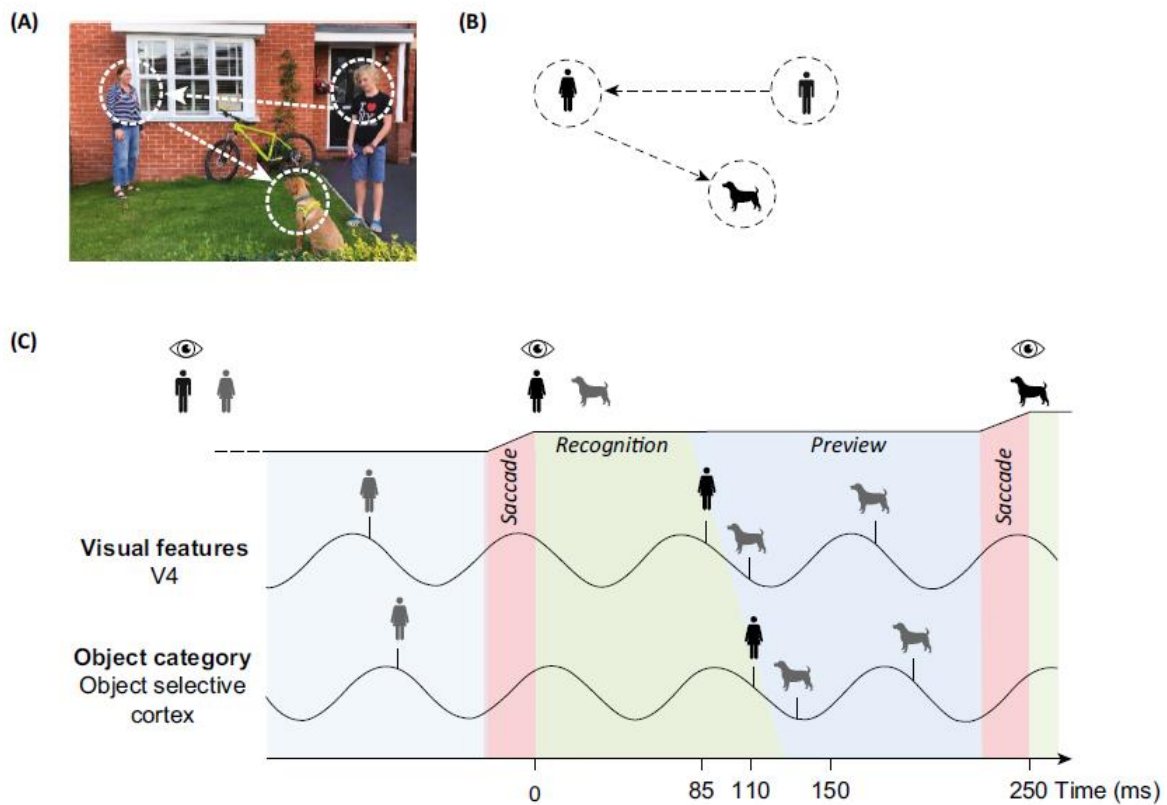 (A)
(B)
I ❤
(C)
Recognition
Preview
Saccade
Saccade
Visual features
V4
Object category
Object selective
cortex
0
85
110
150
250
Time (ms)